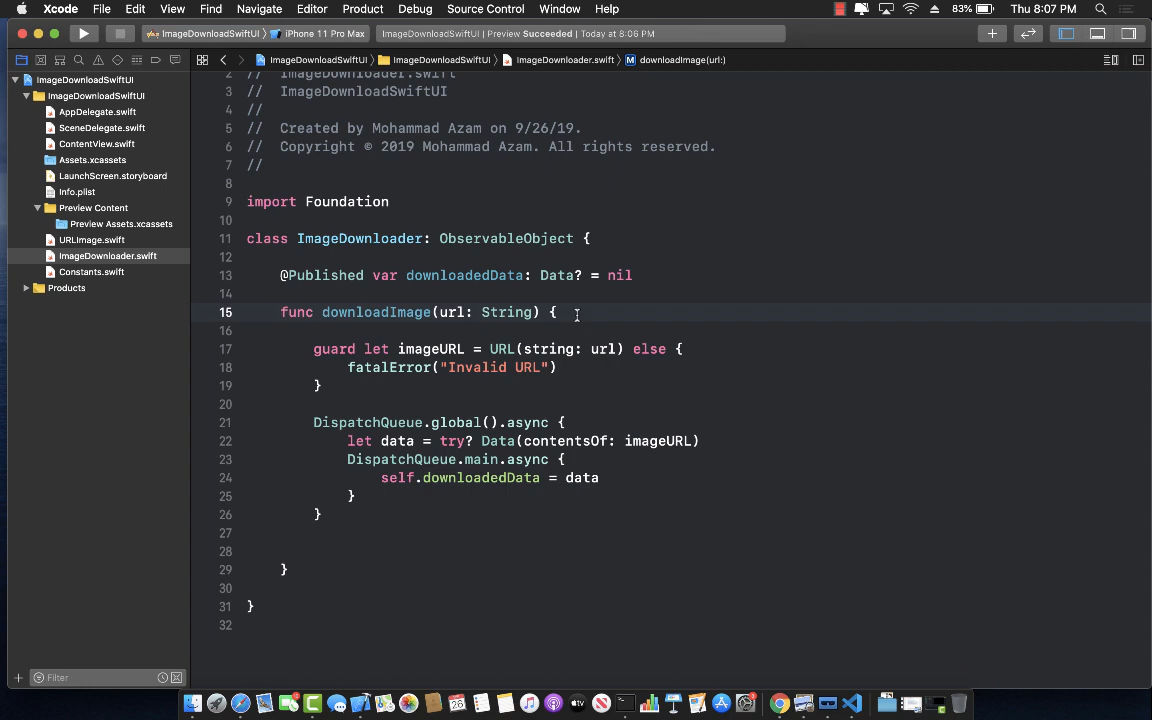 Xcode File Edit View Find Navigate Editor Product Debug Source Control Window Help 83% Thu 8:07 PM
ImageDownloadSwiftUI iPhone 11 Pro Max ImageDownloadSwiftUI | Preview Succeeded | Today at 8:06 PM
ImageDownloadSwiftUI ImageDownloadSwiftUI ImageDownloader.swift M downloadImage(url:)
ImageDownloadSwiftUI
ImageDownloadSwiftUI
AppDelegate.swift
SceneDelegate.swift
ContentView.swift
Assets.xcassets
LaunchScreen.storyboard
Info.plist
Preview Content
Preview Assets.xcassets
URLImage.swift
ImageDownloader.swift
Constants.swift
Products
Filter
2 // ImageDownloader.swift
3 // ImageDownloadSwiftUI
4 //
5 // Created by Mohammad Azam on 9/26/19.
6 // Copyright © 2019 Mohammad Azam. All rights reserved.
7 //
8
9 import Foundation
10
11 class ImageDownloader: ObservableObject {
12
13 @Published var downloadedData: Data? = nil
14
15 func downloadImage(url: String) {
16
17 guard let imageURL = URL(string: url) else {
18 fatalError("Invalid URL")
19 }
20
21 DispatchQueue.global().async {
22 let data = try? Data(contentsOf: imageURL)
23 DispatchQueue.main.async {
24 self.downloadedData = data
25 }
26 }
27
28
29 }
30
31 }
32